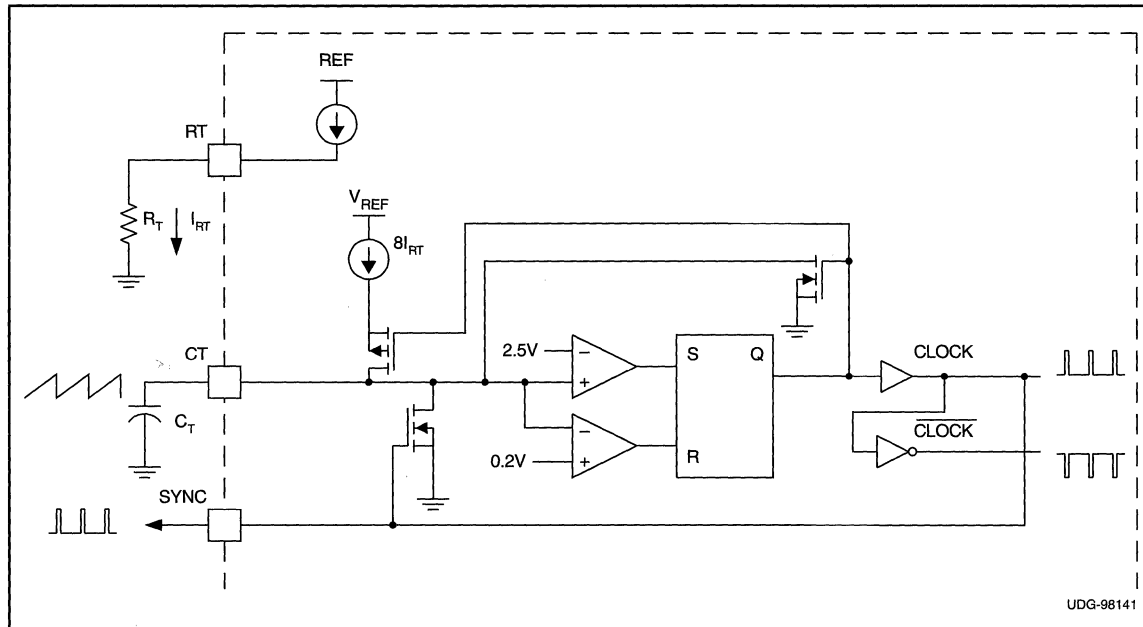 REF
RT
R_T
I_RT
V_REF
8I_RT
CT
2.5V
−
+
S
Q
CLOCK
C_T
−
+
0.2V
R
CLOCK
SYNC
UDG-98141